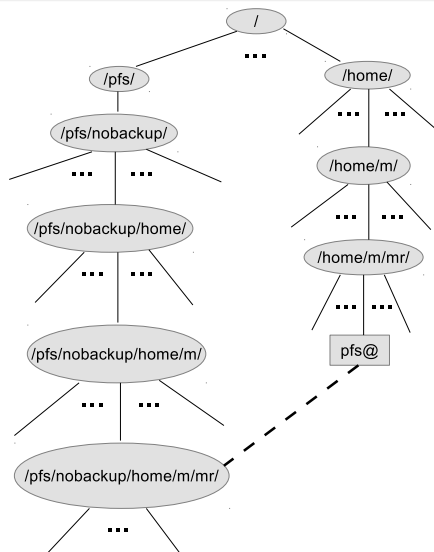 /
...
/pfs/
/home/
/pfs/nobackup/
... ...
/home/m/
... ...
/pfs/nobackup/home/
... ...
/home/m/mr/
... ...
/pfs/nobackup/home/m/
... ...
pfs@
... ...
/pfs/nobackup/home/m/mr/
...